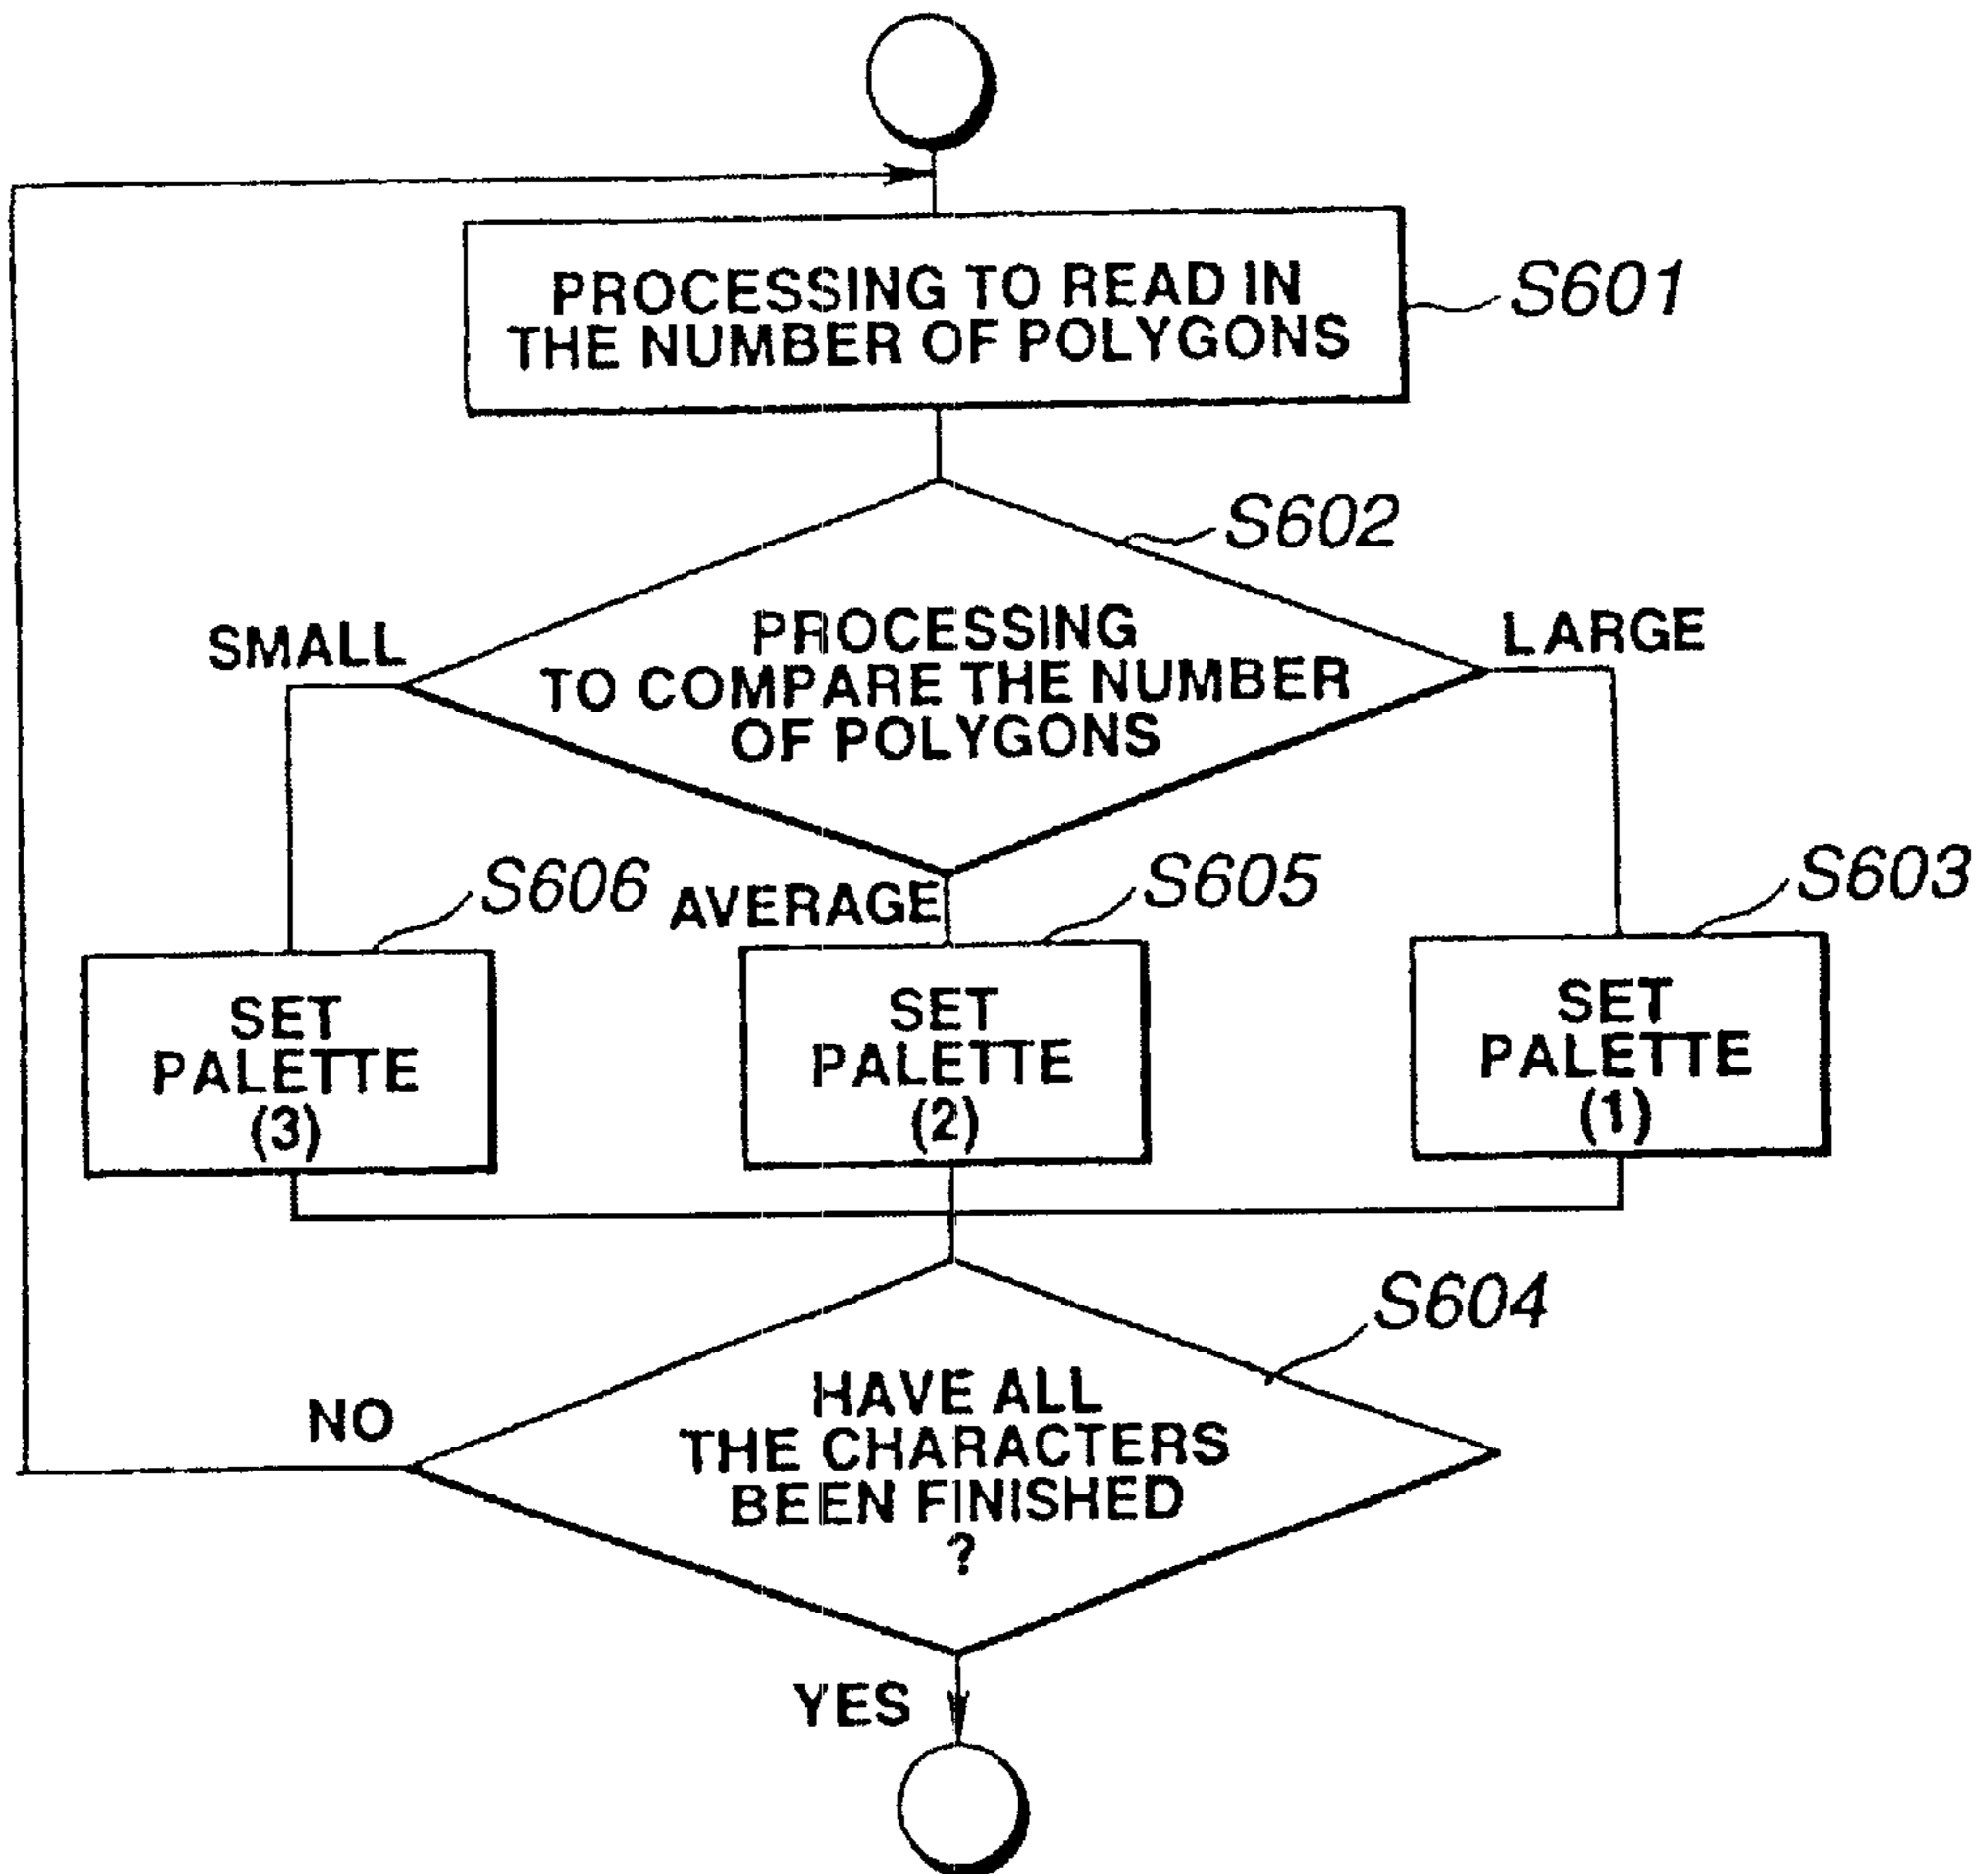 PROCESSING TO READ IN
THE NUMBER OF POLYGONS
S601
S602
SMALL
PROCESSING
TO COMPARE THE NUMBER
OF POLYGONS
LARGE
S606
AVERAGE
S605
S603
SET
PALETTE
(3)
SET
PALETTE
(2)
SET
PALETTE
(1)
S604
HAVE ALL
THE CHARACTERS
BEEN FINISHED
?
NO
YES